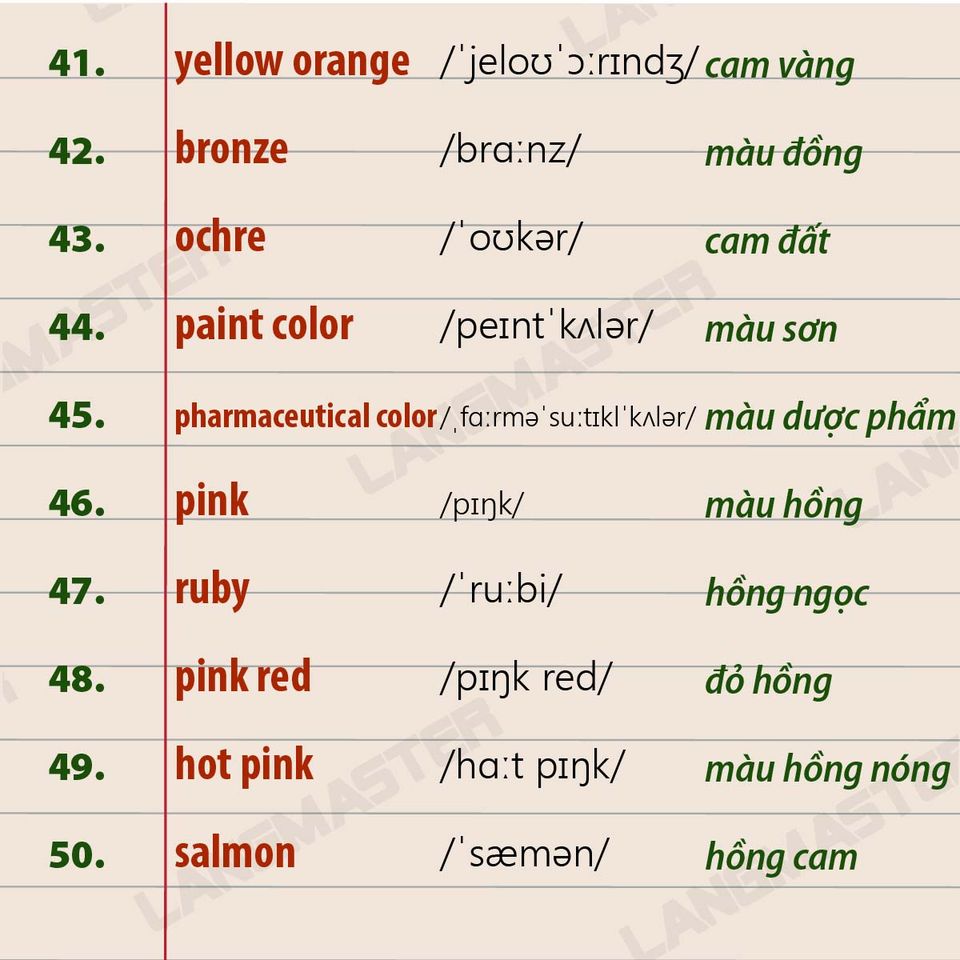 41. yellow orange /ˈjeloʊˈɔːrɪndʒ/ cam vàng
42. bronze /brɑːnz/ màu đồng
43. ochre /ˈoʊkər/ cam đất
44. paint color /peɪntˈkʌlər/ màu sơn
45. pharmaceutical color /ˌfɑːrməˈsuːtɪklˈkʌlər/ màu dược phẩm
46. pink /pɪŋk/ màu hồng
47. ruby /ˈruːbi/ hồng ngọc
48. pink red /pɪŋk red/ đỏ hồng
49. hot pink /hɑːt pɪŋk/ màu hồng nóng
50. salmon /ˈsæmən/ hồng cam
LANGMASTER
LANGMASTER
LANGMASTER